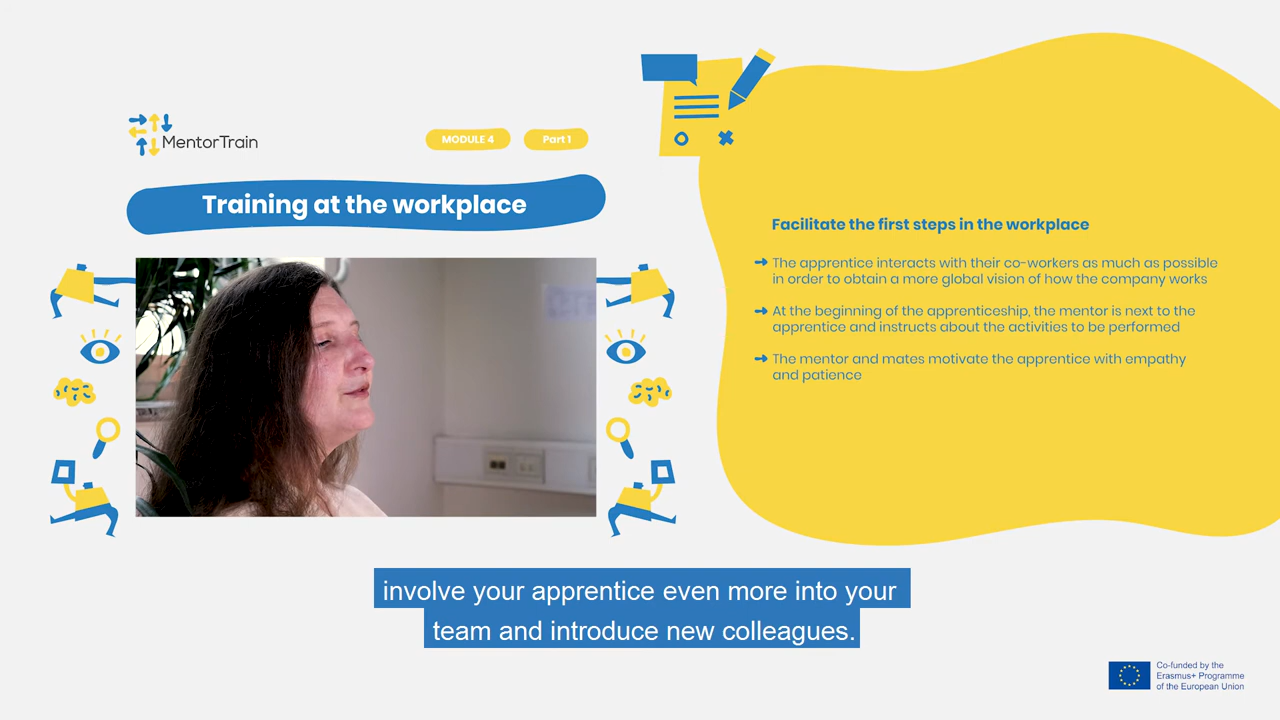 MentorTrain
MODULE 4
Part 1
Training at the workplace
Facilitate the first steps in the workplace
The apprentice interacts with their co-workers as much as possible
in order to obtain a more global vision of how the company works
At the beginning of the apprenticeship, the mentor is next to the
apprentice and instructs about the activities to be performed
The mentor and mates motivate the apprentice with empathy
and patience
involve your apprentice even more into your
team and introduce new colleagues.
Co-funded by the
Erasmus+ Programme
of the European Union